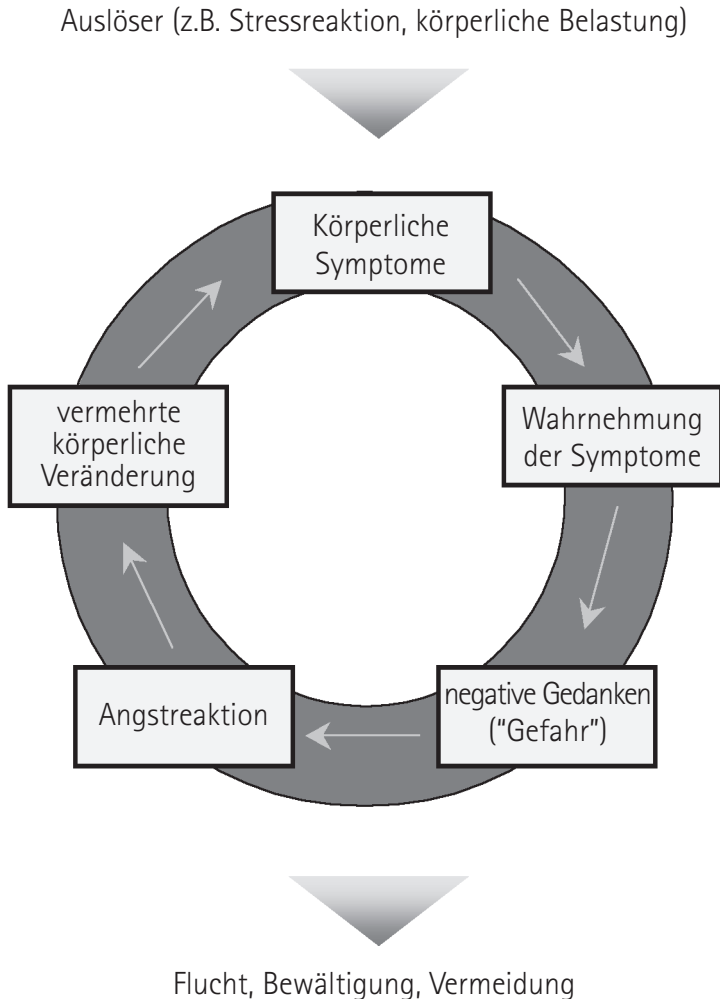 Auslöser (z.B. Stressreaktion, körperliche Belastung)
Körperliche
Symptome
Wahrnehmung
der Symptome
negative Gedanken
("Gefahr")
Angstreaktion
vermehrte
körperliche
Veränderung
Flucht, Bewältigung, Vermeidung